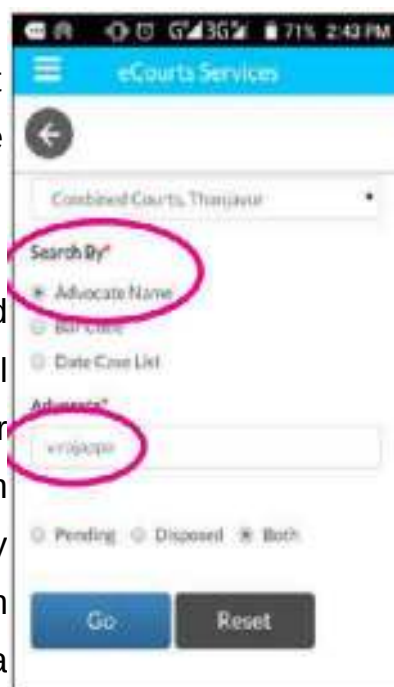 G 3G 71% 2:43 PM
eCourts Services
Combined Courts, Thanjavur
Search By*
Advocate Name
Bar Code
Date Case List
Advocate*
Pending Disposed Both
Go Reset